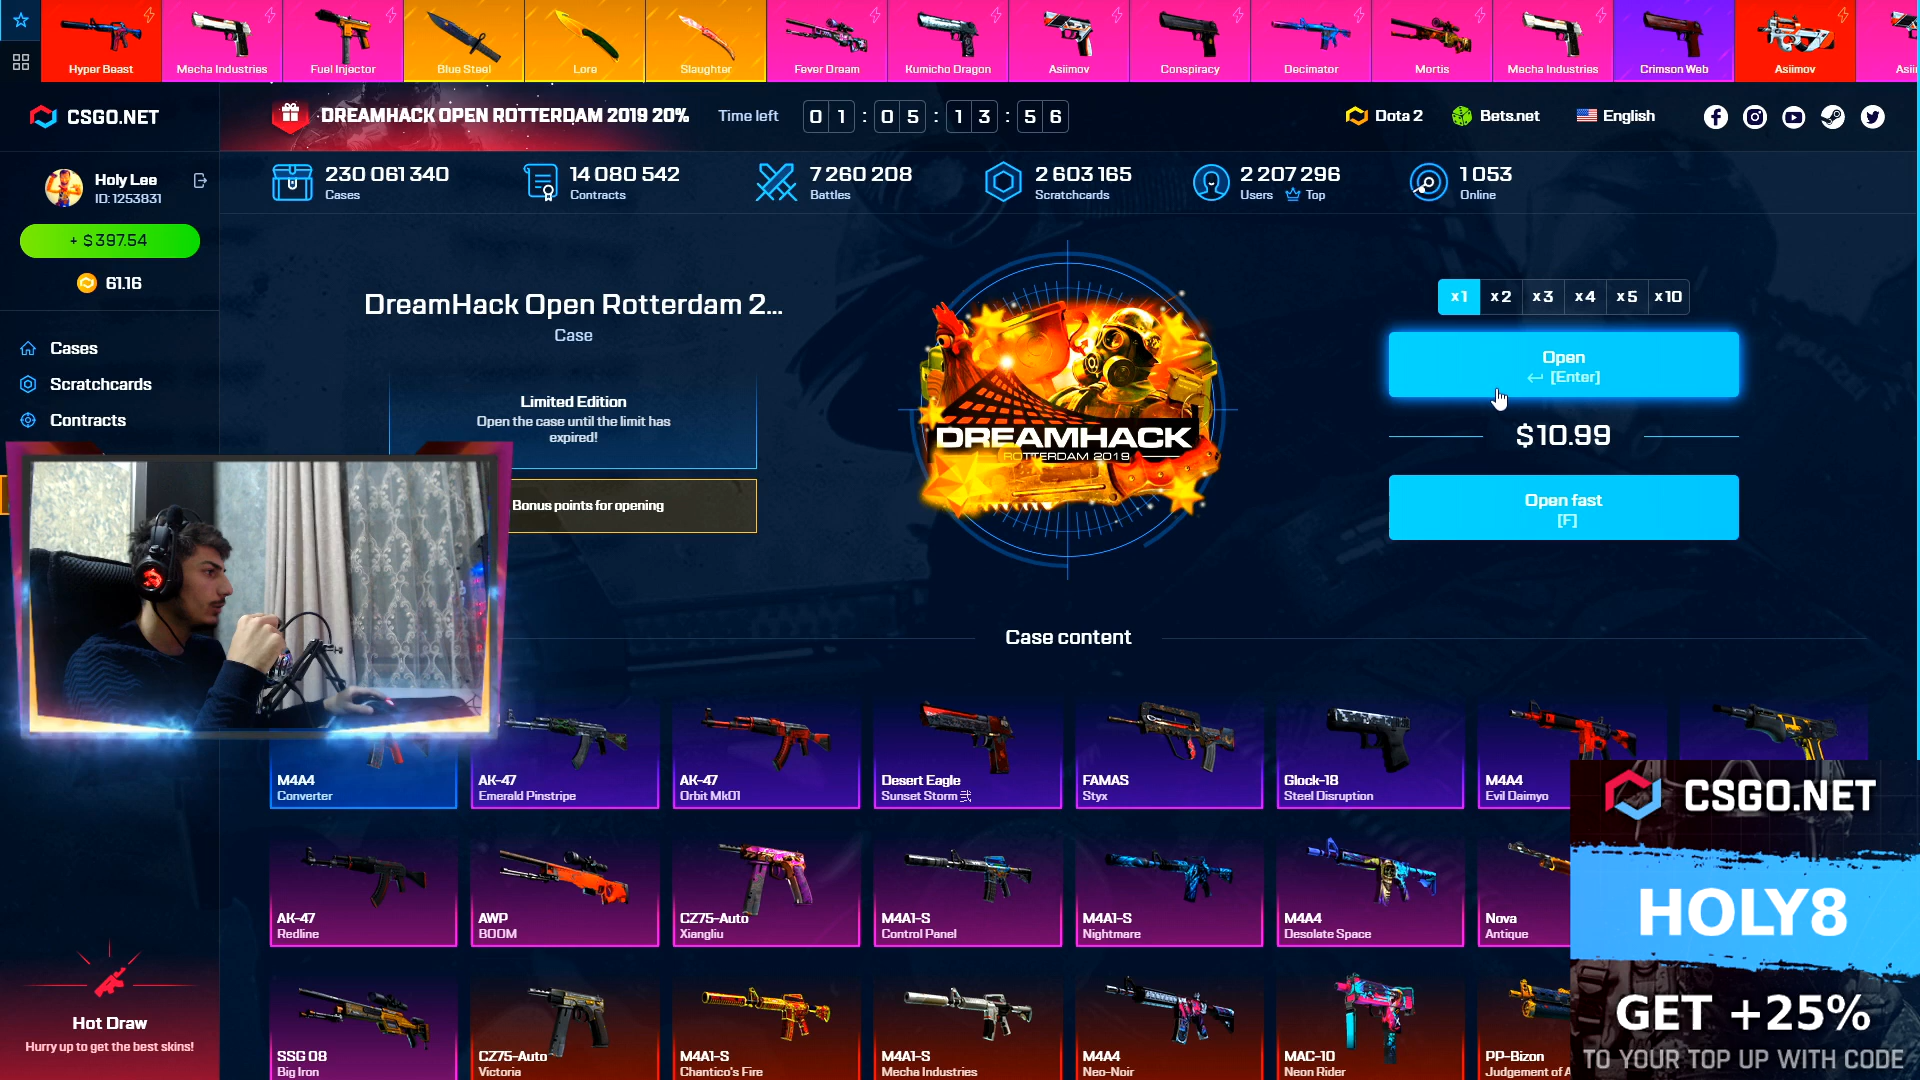 Hyper Beast
Mecha Industries
Fuel Injector
Blue Steel
Lore
Slaughter
Fever Dream
Kumicho Dragon
Asiimov
Conspiracy
Decimator
Mortis
Mecha Industries
Crimson Web
Asiimov
CSGO.NET
DREAMHACK OPEN ROTTERDAM 2019 20%
Time left
01 : 05 : 13 : 56
Dota 2
Bets.net
English
Holy Lee
ID: 1253831
+ $ 397.54
61.16
230 061 340
Cases
14 080 542
Contracts
7 260 208
Battles
2 603 165
Scratchcards
2 207 296
Users
Top
1 053
Online
Cases
Scratchcards
Contracts
DreamHack Open Rotterdam 2...
Case
Limited Edition
Open the case until the limit has
expired!
Bonus points for opening
DREAMHACK
ROTTERDAM 2019
x1 x2 x3 x4 x5 x10
Open
[Enter]
$10.99
Open fast
[F]
Case content
M4A4
Converter
AK-47
Emerald Pinstripe
AK-47
Orbit Mk01
Desert Eagle
Sunset Storm 弐
FAMAS
Styx
Glock-18
Steel Disruption
M4A4
Evil Daimyo
AK-47
Redline
AWP
BOOM
CZ75-Auto
Xiangliu
M4A1-S
Control Panel
M4A1-S
Nightmare
M4A4
Desolate Space
Nova
Antique
SSG 08
Big Iron
CZ75-Auto
Victoria
M4A1-S
Chantico's Fire
M4A1-S
Mecha Industries
M4A4
Neo-Noir
MAC-10
Neon Rider
PP-Bizon
Judgement of A
Hot Draw
Hurry up to get the best skins!
CSGO.NET
HOLY8
GET +25%
TO YOUR TOP UP WITH CODE